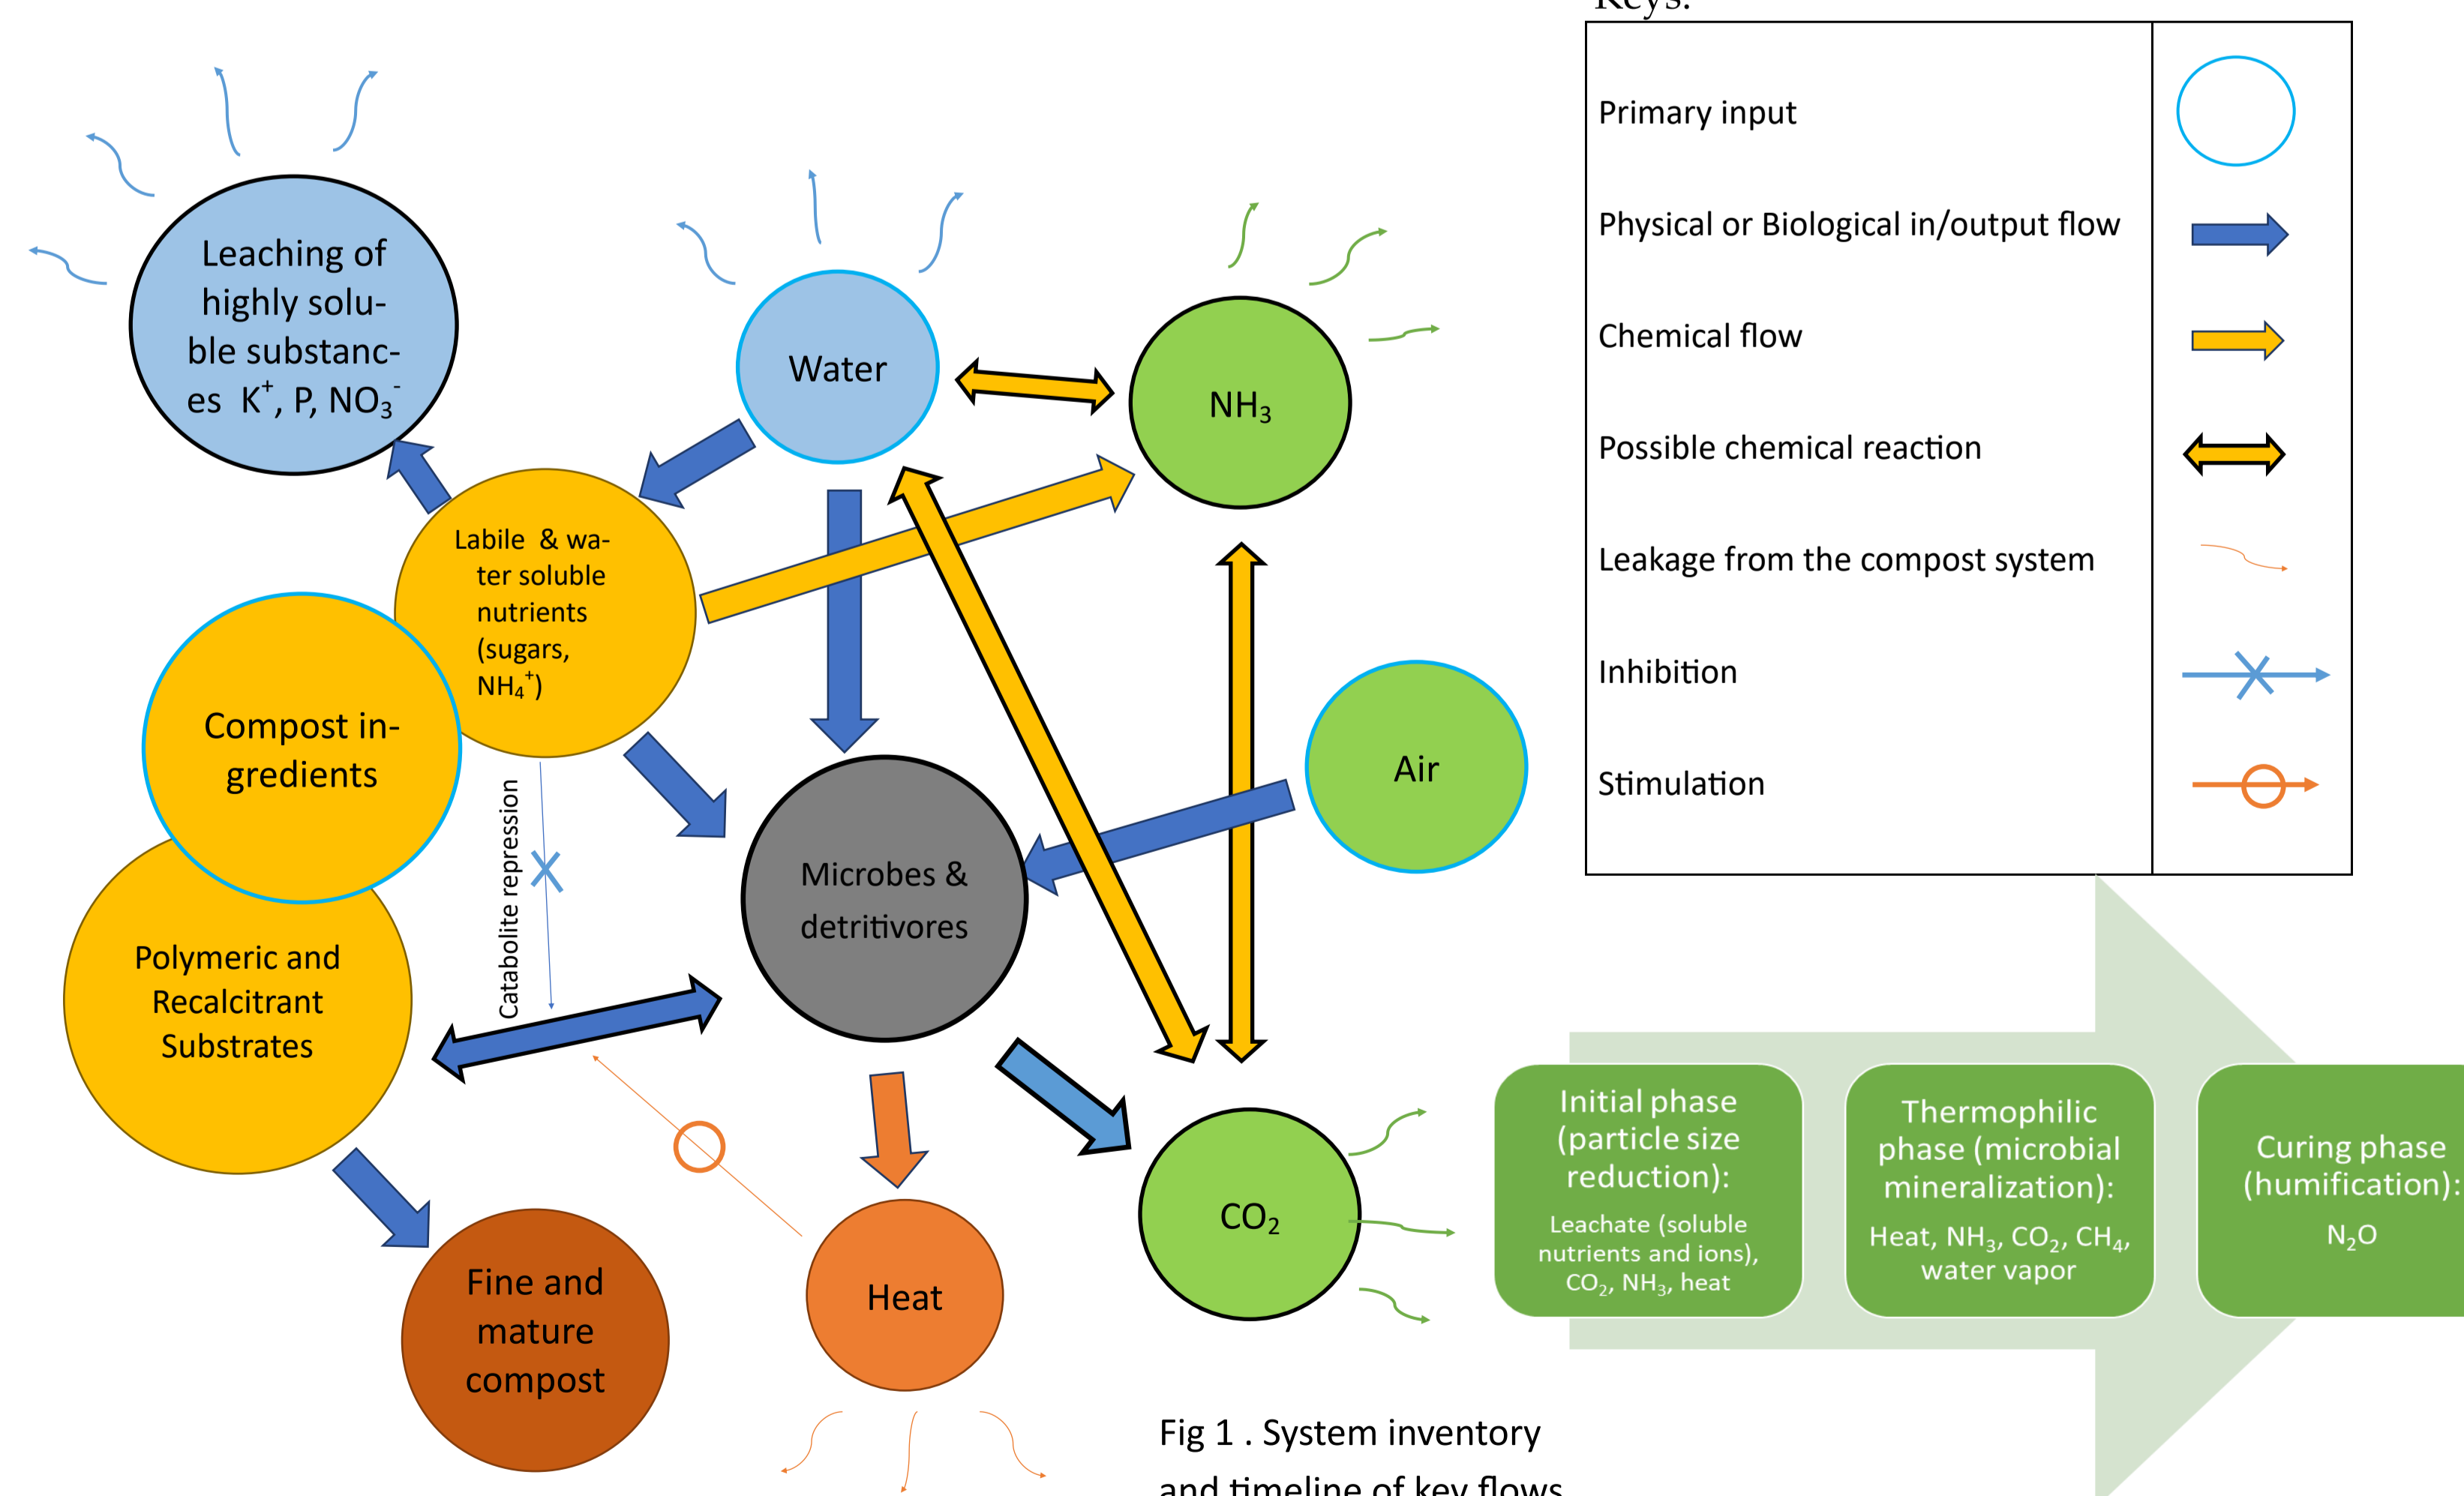 Keys:
Primary input
Physical or Biological in/output flow
Chemical flow
Possible chemical reaction
Leakage from the compost system
Inhibition
Stimulation
Leaching of
highly solu-
ble substanc-
es K⁺, P, NO₃⁻
Water
NH₃
Labile & wa-
ter soluble
nutrients
(sugars,
NH₄⁺)
Compost in-
gredients
Air
Catabolite repression
Microbes &
detritivores
Polymeric and
Recalcitrant
Substrates
Fine and
mature
compost
Heat
CO₂
Initial phase
(particle size
reduction):
Leachate (soluble
nutrients and ions),
CO₂, NH₃, heat
Thermophilic
phase (microbial
mineralization):
Heat, NH₃, CO₂, CH₄,
water vapor
Curing phase
(humification):
N₂O
Fig 1 . System inventory
and timeline of key flows